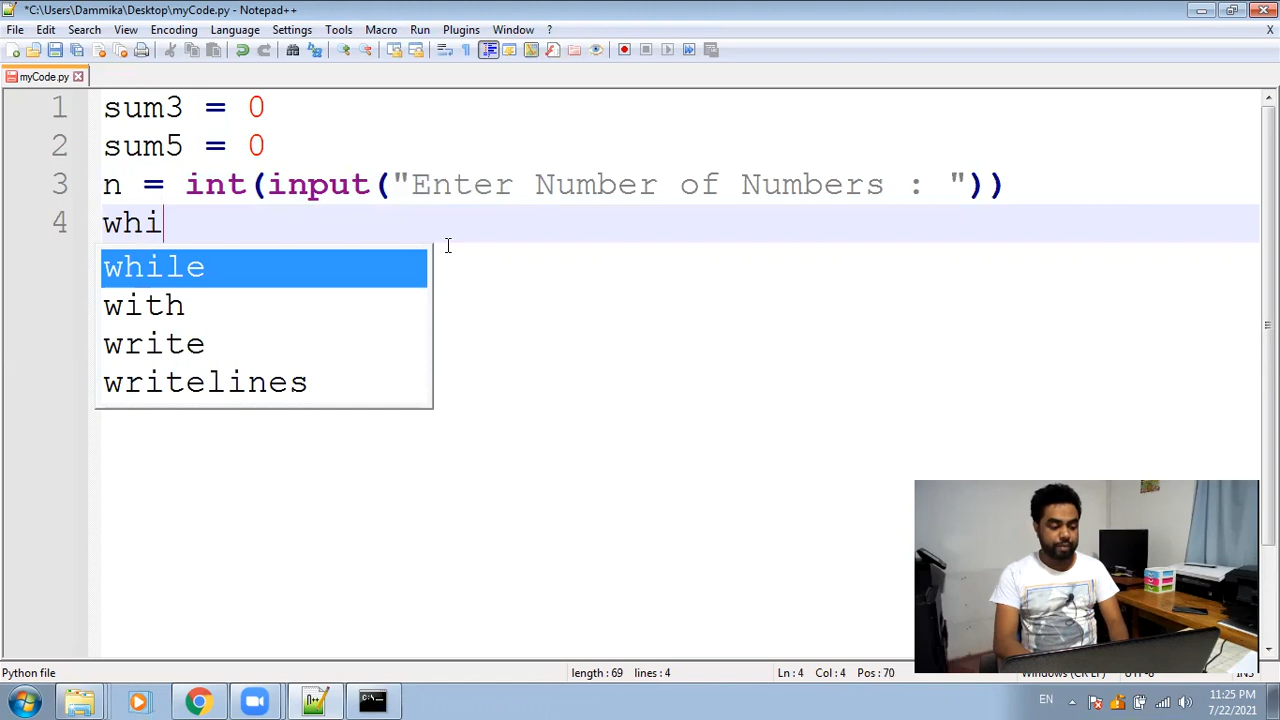 *C:\Users\Dammika\Desktop\myCode.py - Notepad++
File Edit Search View Encoding Language Settings Tools Macro Run Plugins Window ? X
myCode.py
1 sum3 = 0
2 sum5 = 0
3 n = int(input("Enter Number of Numbers : "))
4 whi
while
with
write
writelines
Python file length: 69 lines: 4 Ln: 4 Col: 4 Pos: 70 Windows (CR LF) UTF-8 INS
EN 11:25 PM
7/22/2021